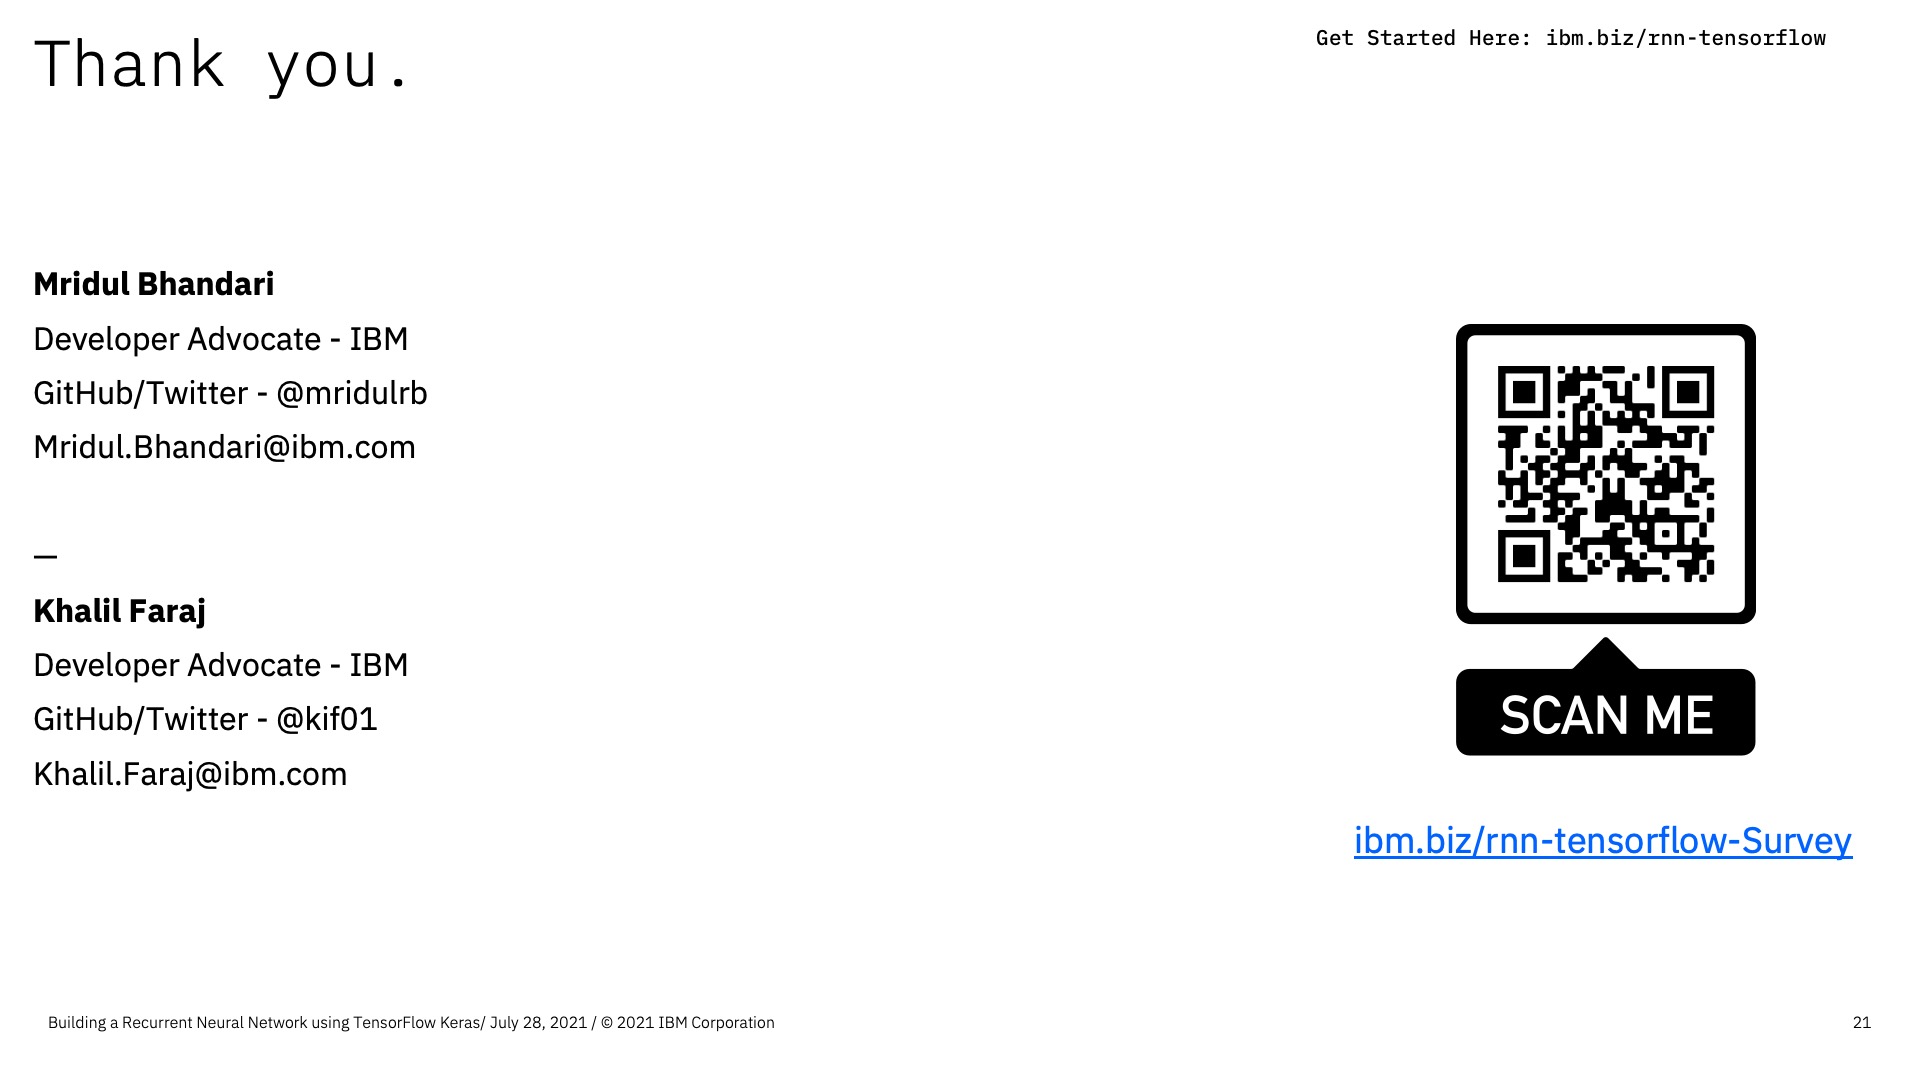 Thank you.
Get Started Here: ibm.biz/rnn-tensorflow
Mridul Bhandari
Developer Advocate - IBM
GitHub/Twitter - @mridulrb
Mridul.Bhandari@ibm.com
—
Khalil Faraj
Developer Advocate - IBM
GitHub/Twitter - @kif01
Khalil.Faraj@ibm.com
SCAN ME
ibm.biz/rnn-tensorflow-Survey
Building a Recurrent Neural Network using TensorFlow Keras/ July 28, 2021 / © 2021 IBM Corporation
21